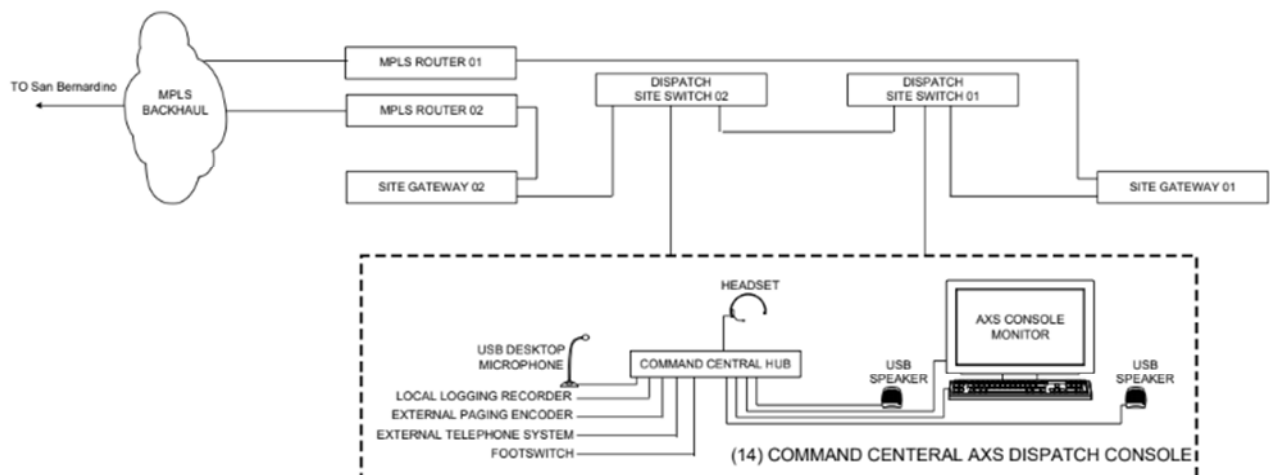 TO San Bernardino
MPLS
BACKHAUL
MPLS ROUTER 01
MPLS ROUTER 02
SITE GATEWAY 02
DISPATCH
SITE SWITCH 02
DISPATCH
SITE SWITCH 01
SITE GATEWAY 01
HEADSET
USB DESKTOP
MICROPHONE
COMMAND CENTRAL HUB
LOCAL LOGGING RECORDER
EXTERNAL PAGING ENCODER
EXTERNAL TELEPHONE SYSTEM
FOOTSWITCH
USB
SPEAKER
AXS CONSOLE
MONITOR
USB
SPEAKER
(14) COMMAND CENTERAL AXS DISPATCH CONSOLE